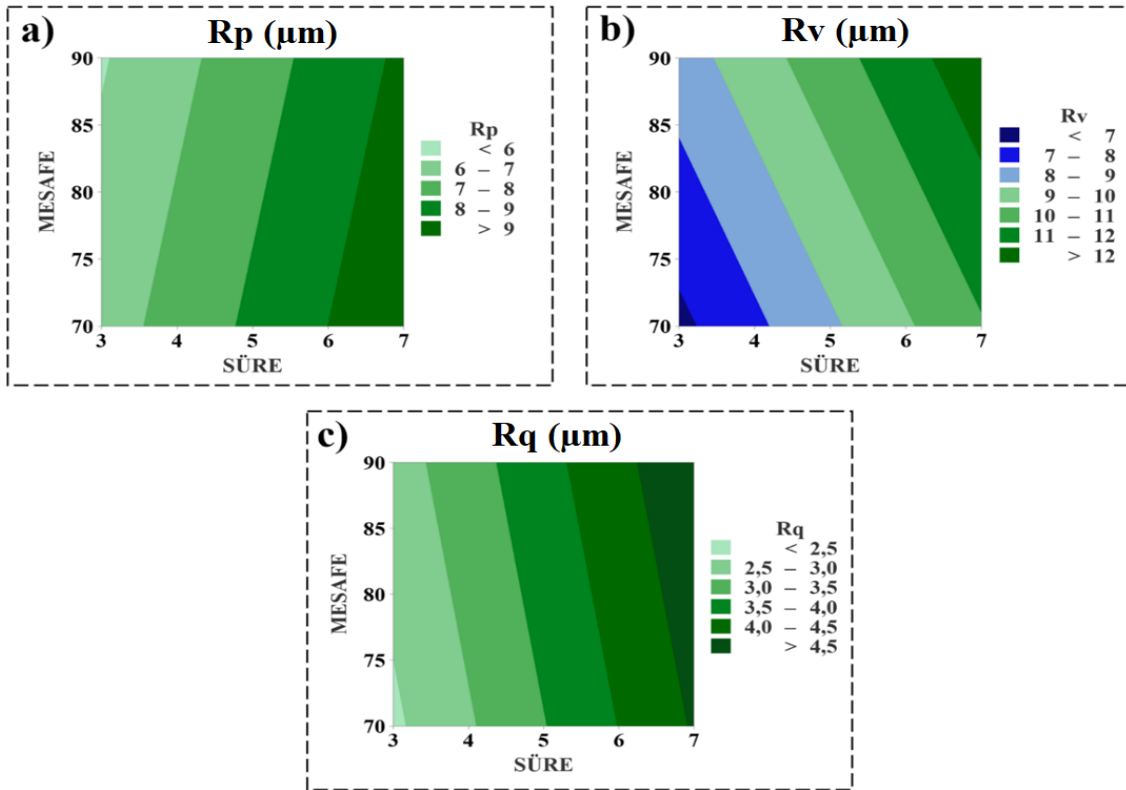 a) Rp (µm)
90
85
80
75
70
MESAFE
3 4 5 6 7
SÜRE
Rp
< 6
6 – 7
7 – 8
8 – 9
> 9
b) Rv (µm)
90
85
80
75
70
MESAFE
3 4 5 6 7
SÜRE
Rv
< 7
7 – 8
8 – 9
9 – 10
10 – 11
11 – 12
> 12
c) Rq (µm)
90
85
80
75
70
MESAFE
3 4 5 6 7
SÜRE
Rq
< 2,5
2,5 – 3,0
3,0 – 3,5
3,5 – 4,0
4,0 – 4,5
> 4,5